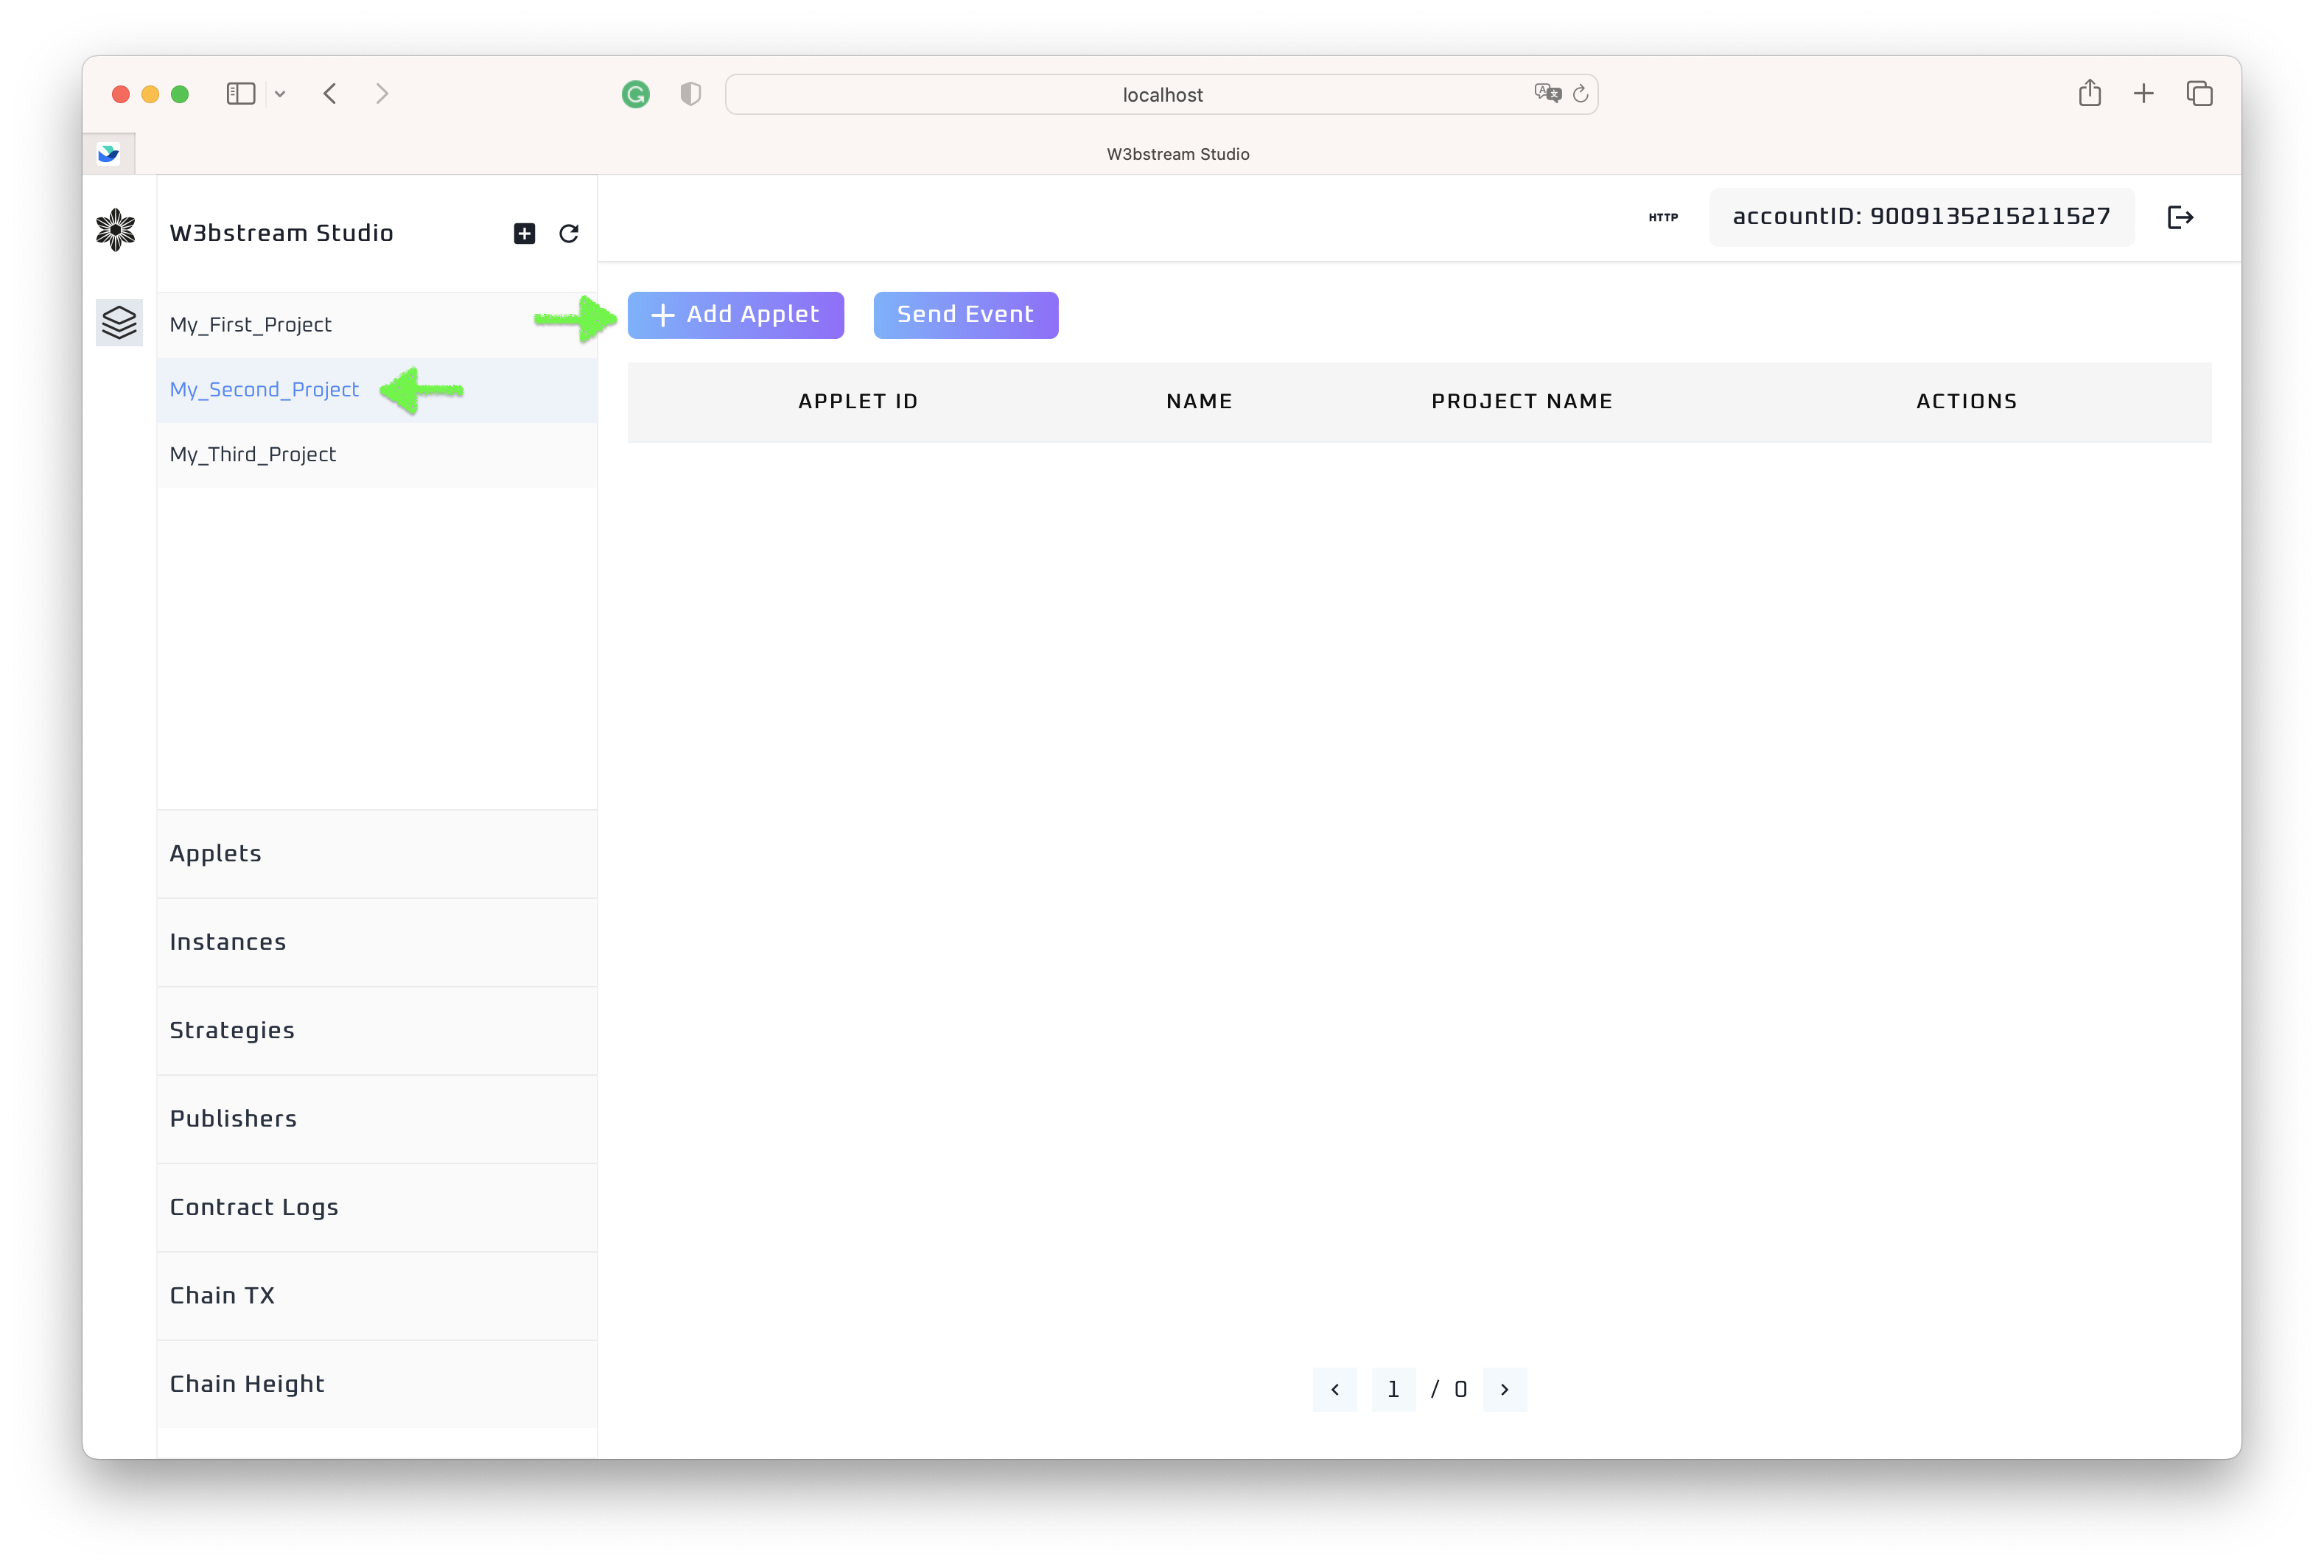 localhost
W3bstream Studio
W3bstream Studio
HTTP
accountID: 9009135215211527
My_First_Project
My_Second_Project
My_Third_Project
Add Applet
Send Event
APPLET ID NAME PROJECT NAME ACTIONS
Applets
Instances
Strategies
Publishers
Contract Logs
Chain TX
Chain Height
1 / 0